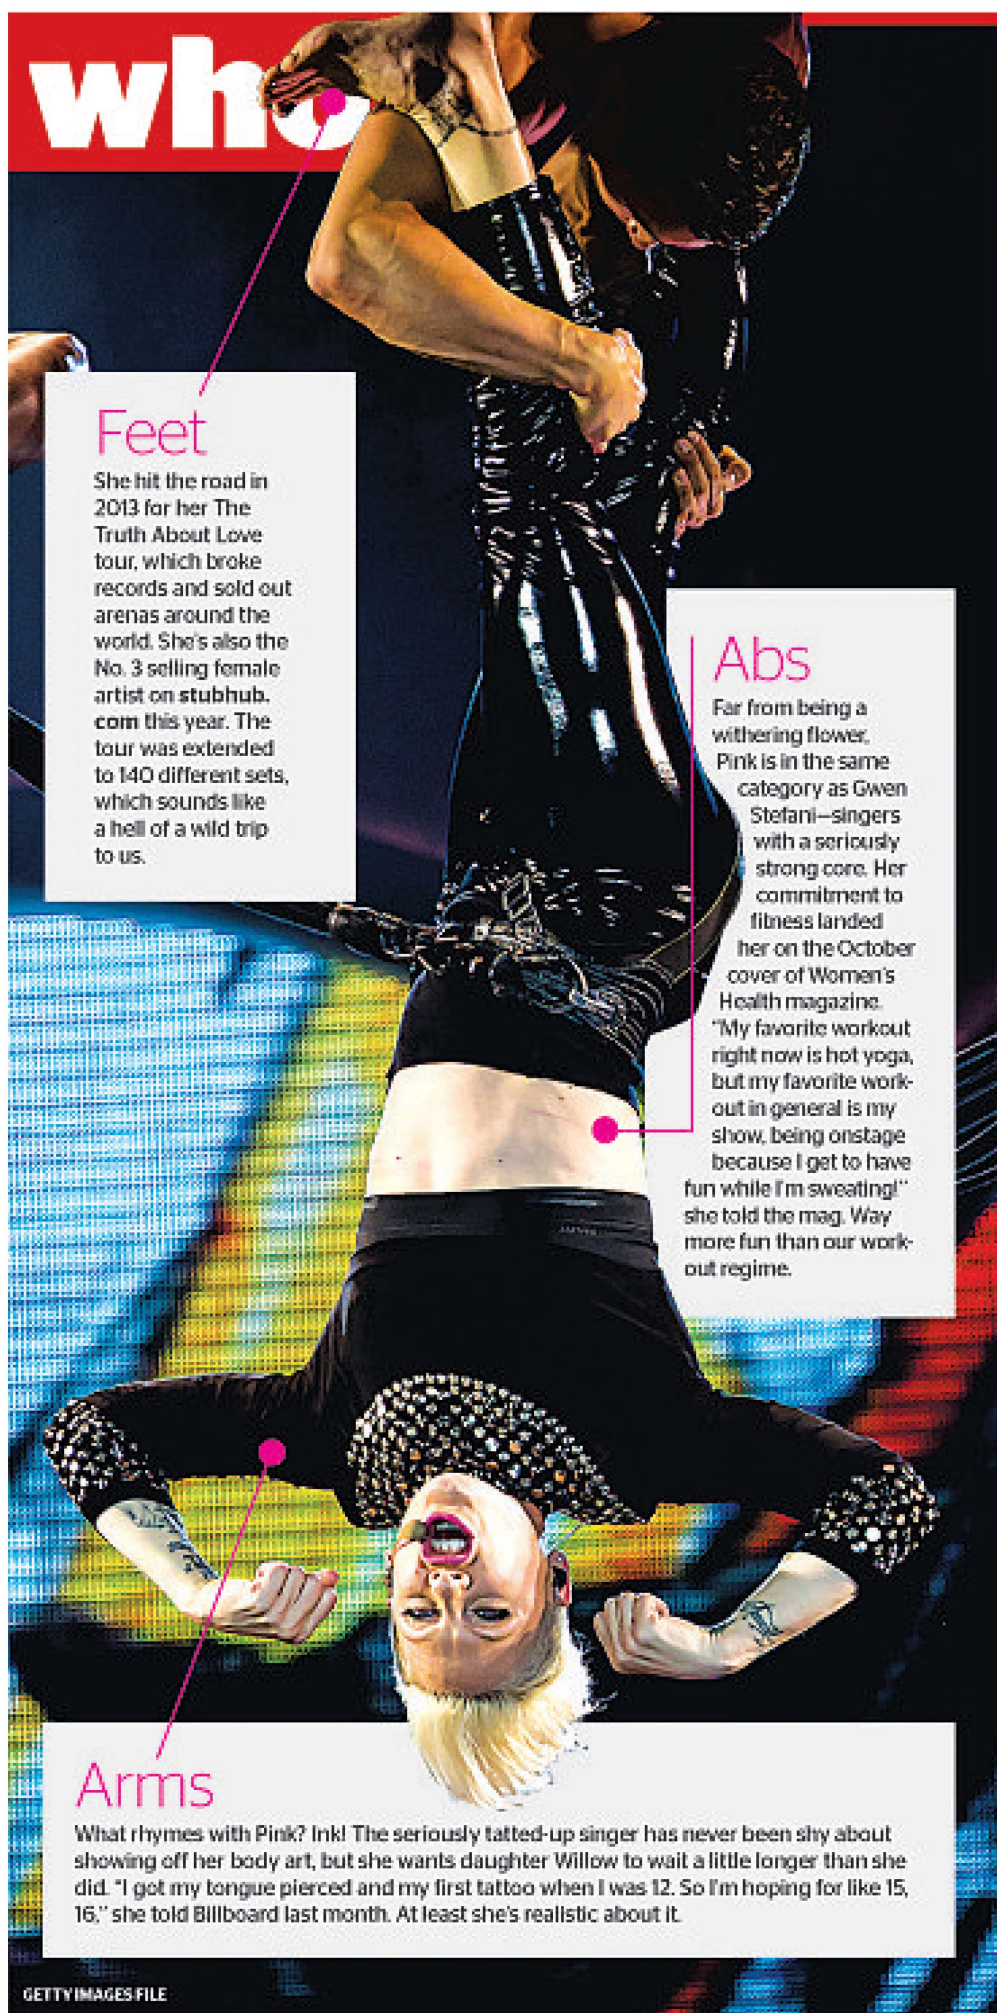 who
Feet
She hit the road in
2013 for her The
Truth About Love
tour, which broke
records and sold out
arenas around the
world. She's also the
No. 3 selling female
artist on stubhub.
com this year. The
tour was extended
to 140 different sets,
which sounds like
a hell of a wild trip
to us.
Abs
Far from being a
withering flower,
Pink is in the same
category as Gwen
Stefani—singers
with a seriously
strong core. Her
commitment to
fitness landed
her on the October
cover of Women's
Health magazine.
"My favorite workout
right now is hot yoga,
but my favorite work-
out in general is my
show, being onstage
because I get to have
fun while I'm sweating!"
she told the mag. Way
more fun than our work-
out regime.
Arms
What rhymes with Pink? Ink! The seriously tatted-up singer has never been shy about
showing off her body art, but she wants daughter Willow to wait a little longer than she
did. "I got my tongue pierced and my first tattoo when I was 12. So I'm hoping for like 15,
16," she told Billboard last month. At least she's realistic about it.
GETTY IMAGES FILE